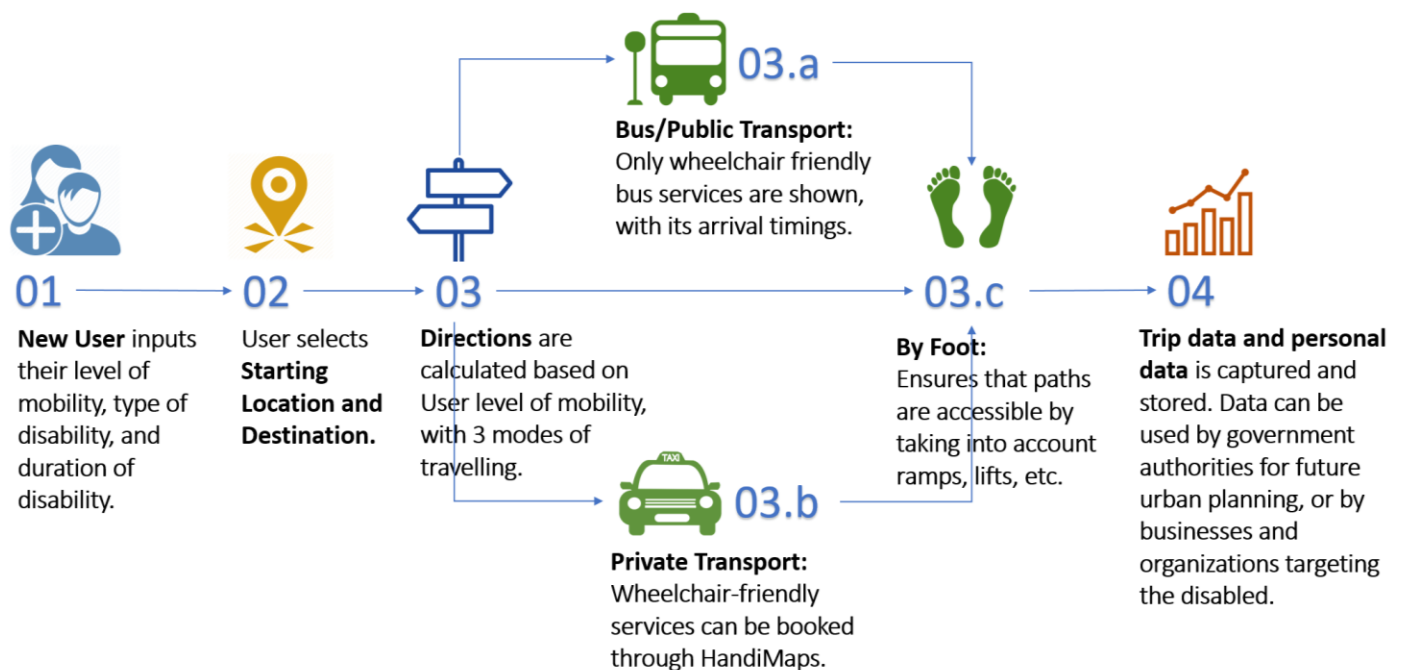 03.a
Bus/Public Transport:
Only wheelchair friendly
bus services are shown,
with its arrival timings.
01
New User inputs
their level of
mobility, type of
disability, and
duration of
disability.
02
User selects
Starting
Location and
Destination.
03
Directions are
calculated based on
User level of mobility,
with 3 modes of
travelling.
TAXI
03.b
Private Transport:
Wheelchair-friendly
services can be booked
through HandiMaps.
03.c
By Foot:
Ensures that paths
are accessible by
taking into account
ramps, lifts, etc.
04
Trip data and personal
data is captured and
stored. Data can be
used by government
authorities for future
urban planning, or by
businesses and
organizations targeting
the disabled.